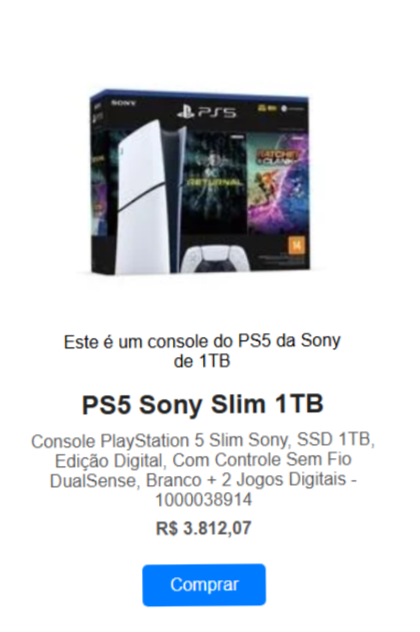 SONY
PS5
RETURNAL
RATCHET
CLANK
14
Este é um console do PS5 da Sony
de 1TB
PS5 Sony Slim 1TB
Console PlayStation 5 Slim Sony, SSD 1TB,
Edição Digital, Com Controle Sem Fio
DualSense, Branco + 2 Jogos Digitais -
1000038914
R$ 3.812,07
Comprar